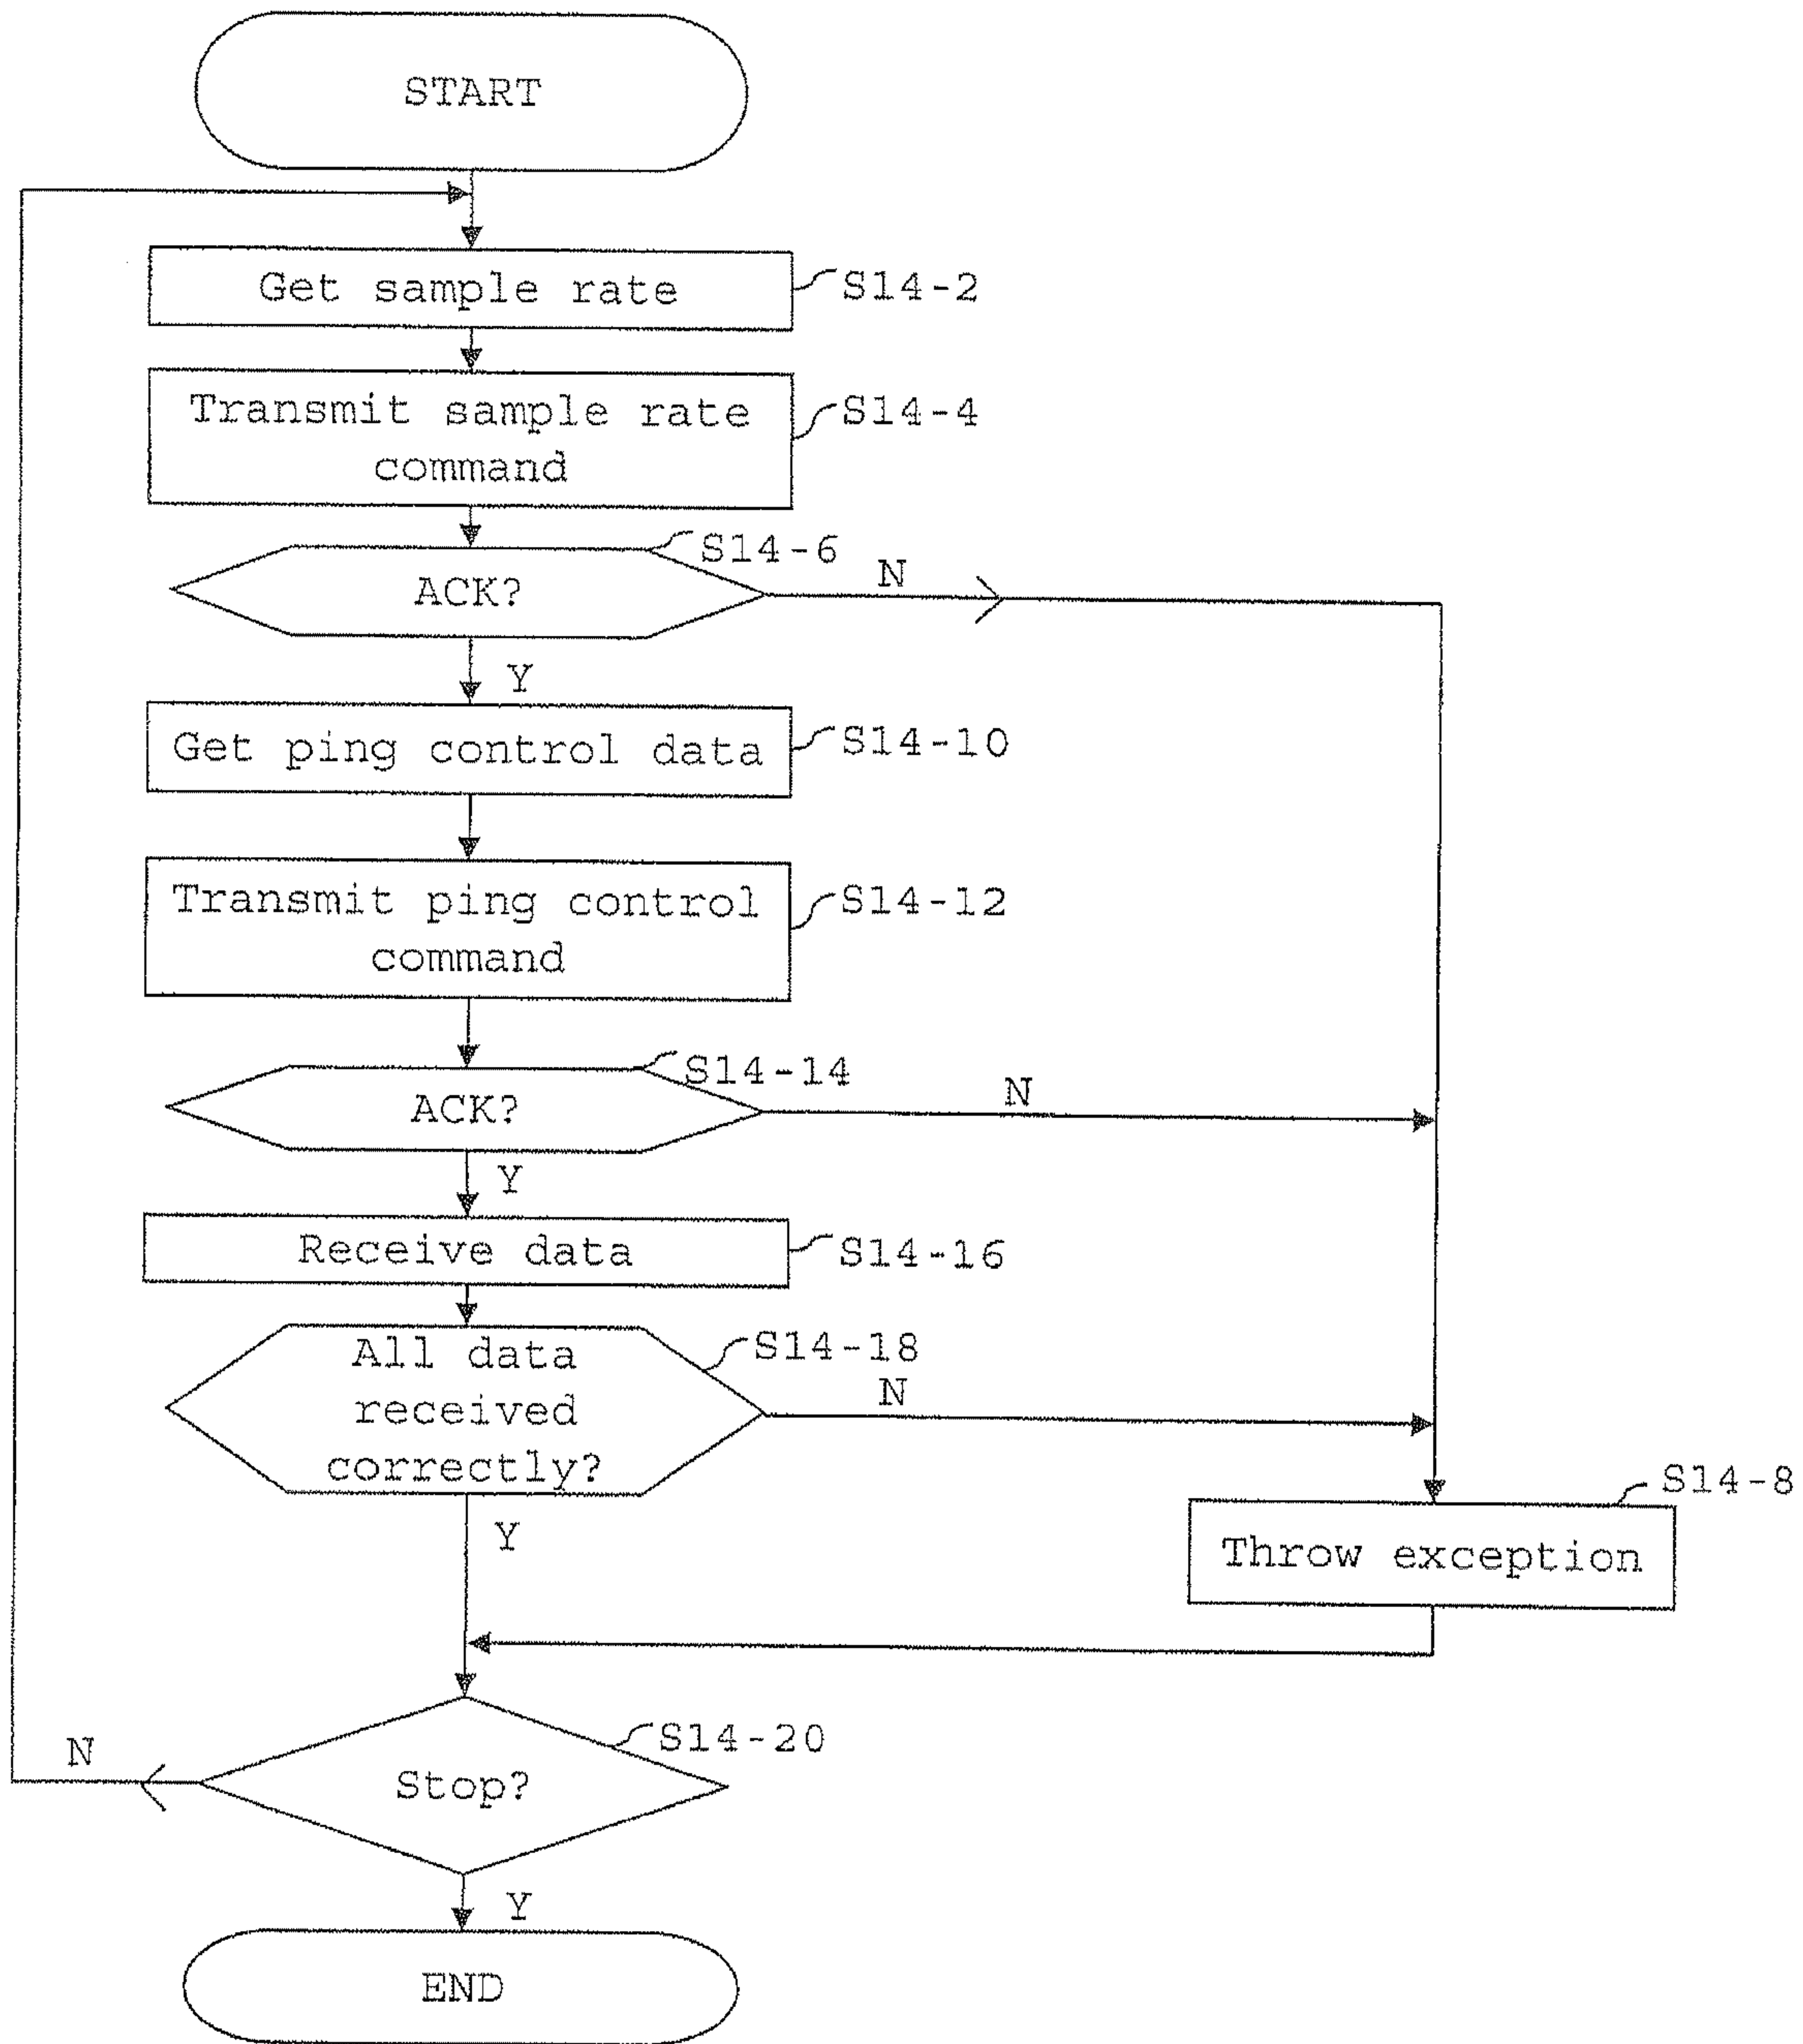 START
Get sample rate
S14-2
Transmit sample rate
command
S14-4
S14-6
ACK?
N
Y
Get ping control data
S14-10
Transmit ping control
command
S14-12
S14-14
ACK?
N
Y
Receive data
S14-16
All data
received
correctly?
S14-18
N
Y
S14-8
Throw exception
S14-20
Stop?
N
Y
END